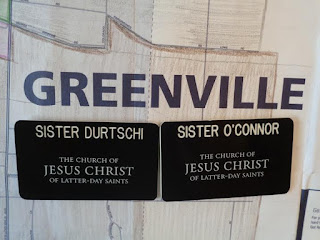 GREENVILLE
SISTER DURTSCHI
THE CHURCH OF
JESUS CHRIST
OF LATTER-DAY SAINTS
SISTER O'CONNOR
THE CHURCH OF
JESUS CHRIST
OF LATTER-DAY SAINTS